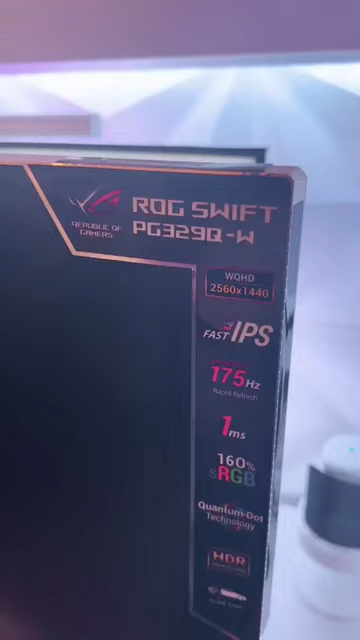 REPUBLIC OF
GAMERS
ROG SWIFT
PG329Q-W
WQHD
2560x1440
FAST IPS
175Hz
Rapid Refresh
1ms
160%
sRGB
Quantum-Dot
Technology
HDR